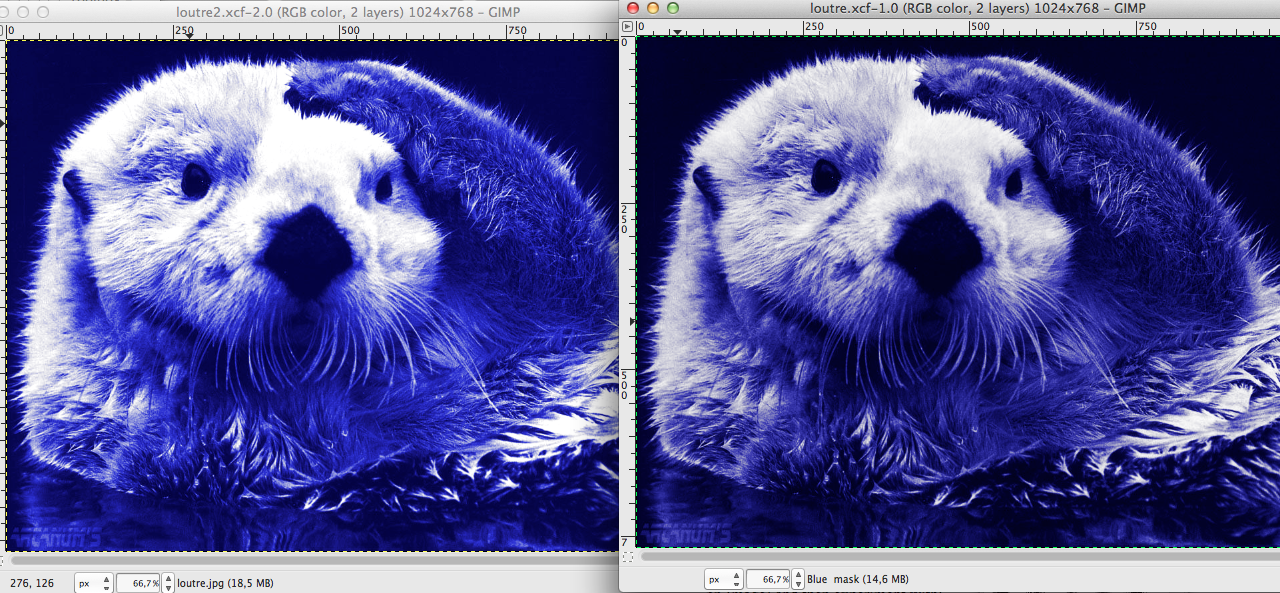 loutre2.xcf-2.0 (RGB color, 2 layers) 1024x768 – GIMP
0 250 500 750
276, 126 px 66,7% loutre.jpg (18,5 MB)
loutre.xcf-1.0 (RGB color, 2 layers) 1024x768 – GIMP
0 250 500 750
0
250
500
7
px 66,7% Blue mask (14,6 MB)